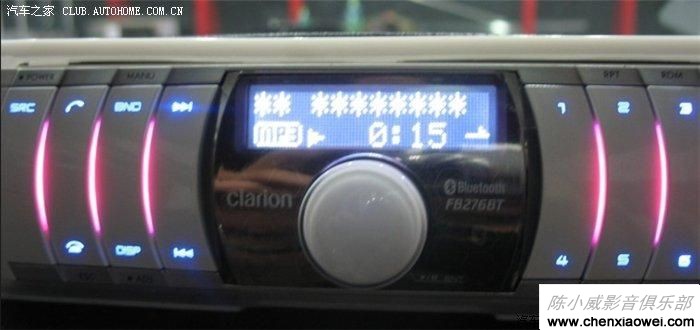 汽车之家 CLUB.AUTOHOME.COM.CN
POWER MANU RPT RDM
SRC BND 1 2 3
** ********
MP3 0:15
clarion Bluetooth
FB276BT
DISP 4 5 6
ESC ADJ
陈小威影音俱乐部
www.chenxiaowei.com